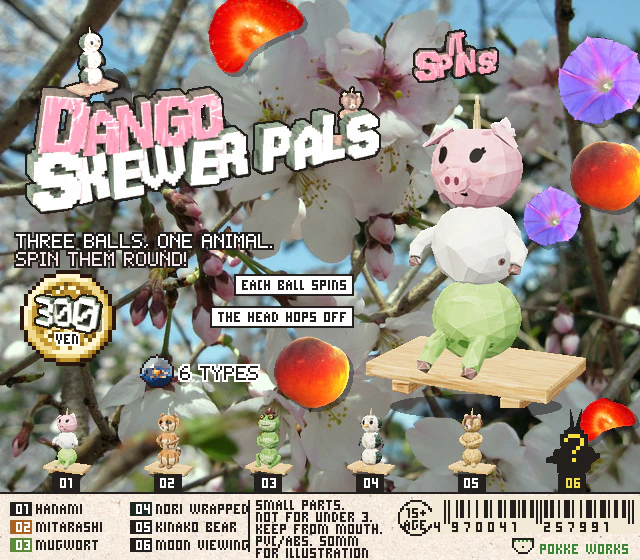 IT
SPINS
DANGO
SKEWER PALS
THREE BALLS, ONE ANIMAL.
SPIN THEM ROUND!
300
YEN
EACH BALL SPINS
THE HEAD HOPS OFF
6 TYPES
01
02
03
04
05
?
06
01 HANAMI
02 MITARASHI
03 MUGWORT
04 NORI WRAPPED
05 KINAKO BEAR
06 MOON VIEWING
SMALL PARTS.
NOT FOR UNDER 3.
KEEP FROM MOUTH.
PVC/ABS. 50MM
FOR ILLUSTRATION
15+
AGE
4 970041 257991
POKKE WORKS